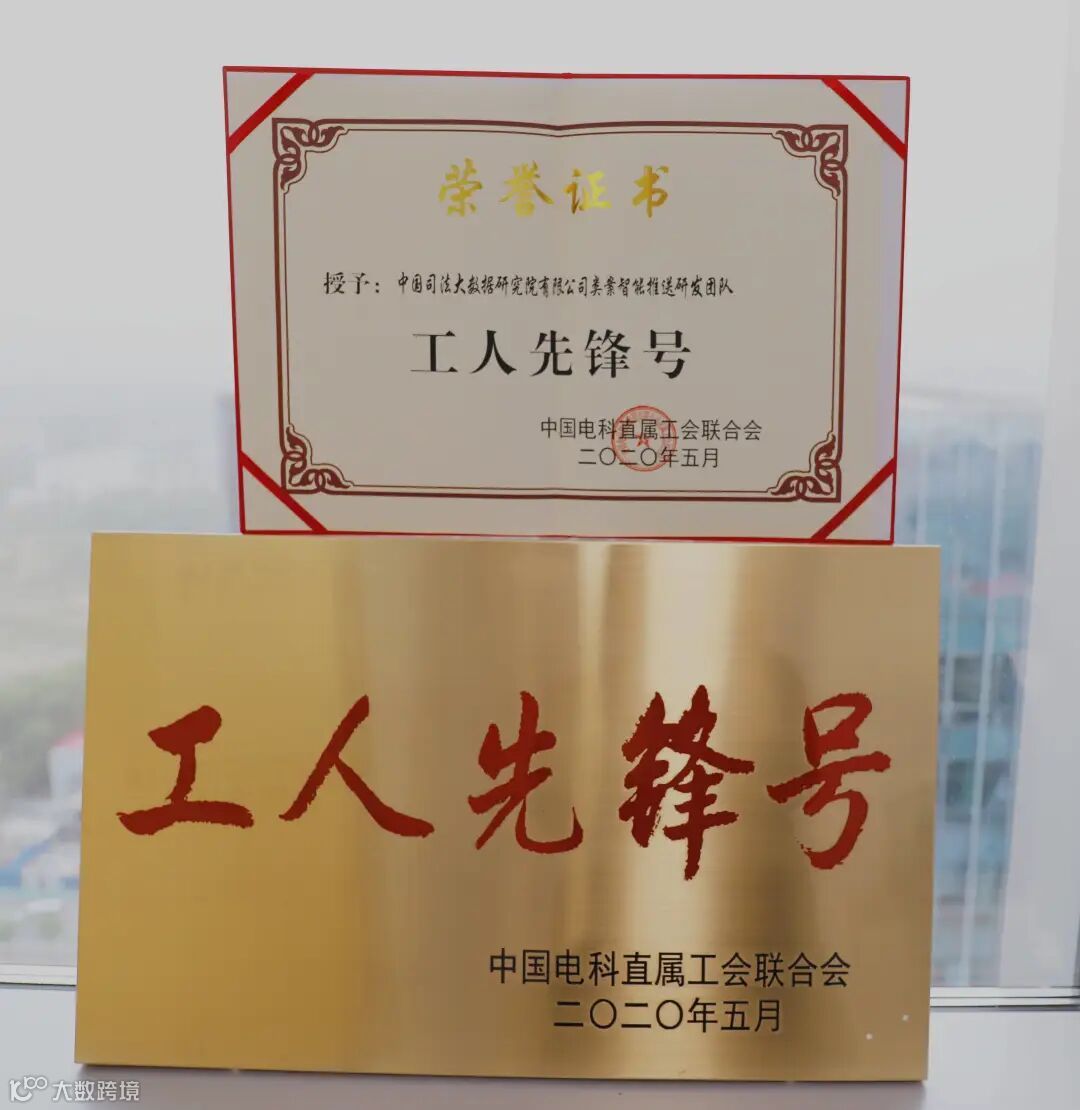 荣誉证书
授予：中国司法大数据研究院有限公司类案智能推送研发团队
工人先锋号
中国电科直属工会联合会
二〇二〇年五月
工人先锋号
中国电科直属工会联合会
二〇二〇年五月
大数跨境